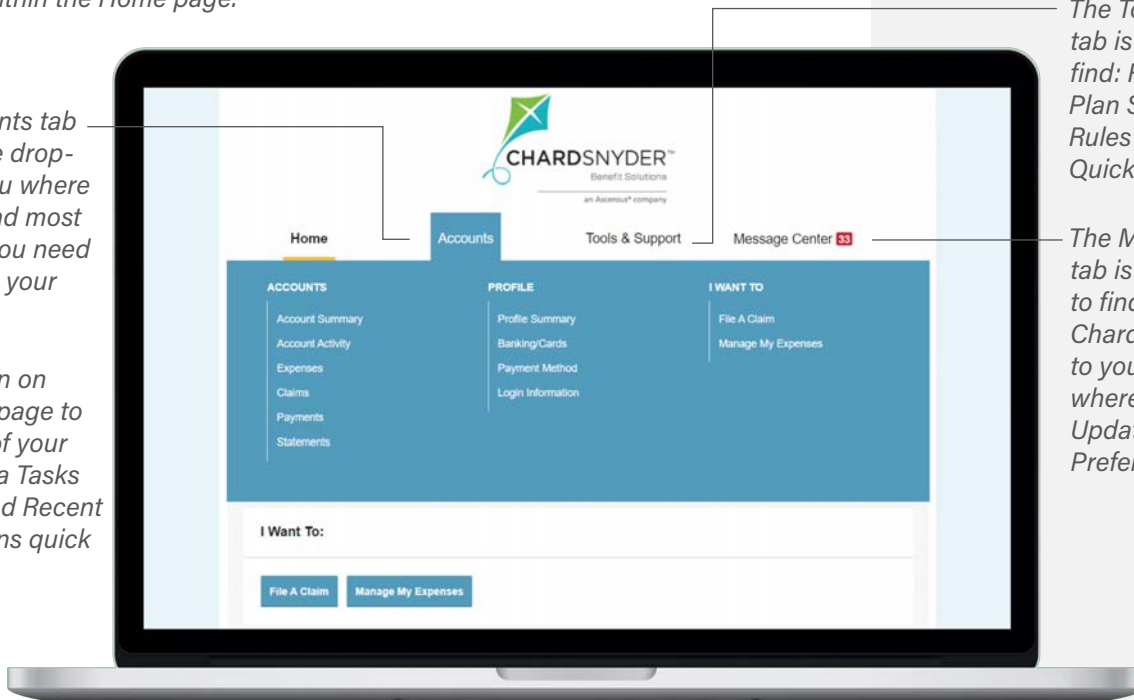 within the Home page.
nts tab
e drop-
u where
nd most
ou need
your
n on
page to
of your
a Tasks
d Recent
ns quick
CHARDSNYDER™
Benefit Solutions
an Ascensus® company
Home
Accounts
Tools & Support
Message Center 33
ACCOUNTS
Account Summary
Account Activity
Expenses
Claims
Payments
Statements
PROFILE
Profile Summary
Banking/Cards
Payment Method
Login Information
I WANT TO
File A Claim
Manage My Expenses
I Want To:
File A Claim
Manage My Expenses
The To
tab is
find:
Plan S
Rules
Quick
The M
tab is
to find
Chard
to you
where
Updat
Prefer